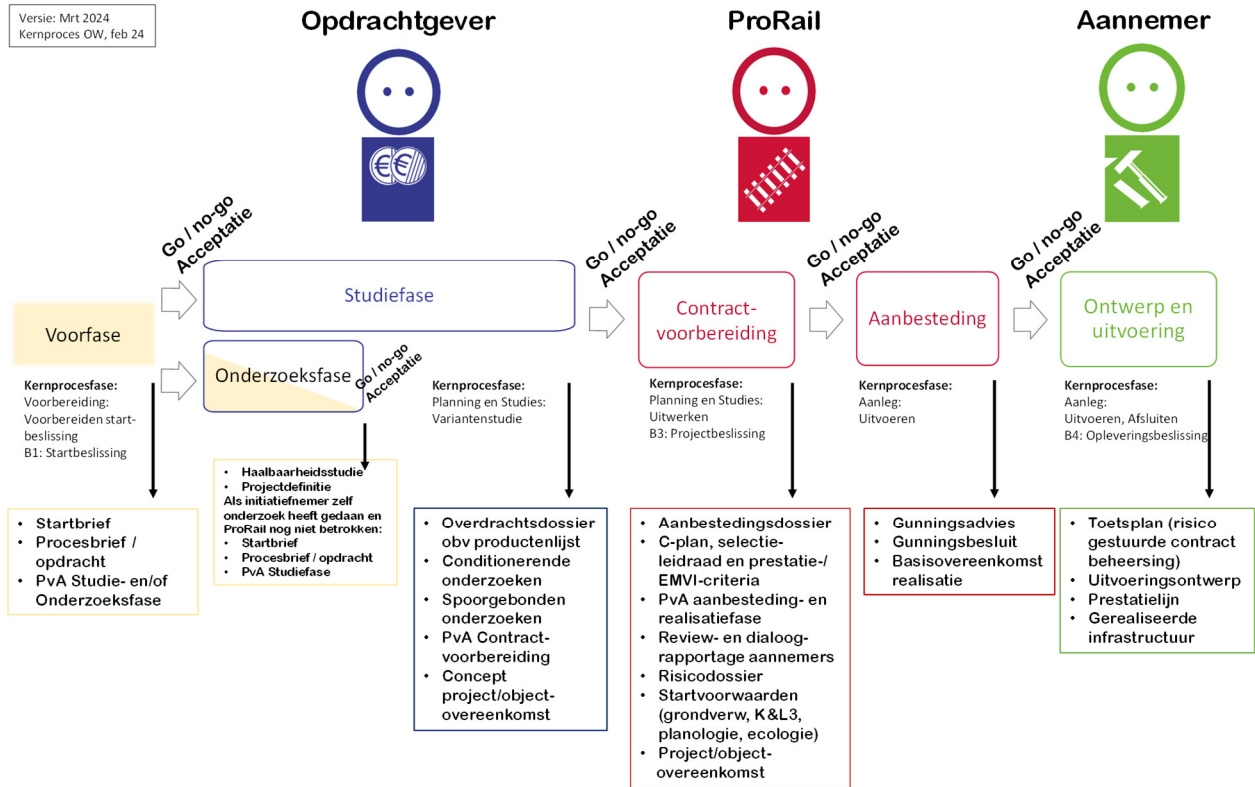 Versie: Mrt 2024
Kernproces OW, feb 24
Opdrachtgever
ProRail
Aannemer
€€
Go / no-go
Acceptatie
Go / no-go
Acceptatie
Go / no-go
Acceptatie
Go / no-go
Acceptatie
Studiefase
Voorfase
Onderzoeksfase
Go / no-go
Acceptatie
Contract-
voorbereiding
Aanbesteding
Ontwerp en
uitvoering
Kernprocesfase:
Voorbereiding:
Voorbereiden start-
beslissing
B1: Startbeslissing
Kernprocesfase:
Planning en Studies:
Variantenstudie
Kernprocesfase:
Planning en Studies:
Uitwerken
B3: Projectbeslissing
Kernprocesfase:
Aanleg:
Uitvoeren
Kernprocesfase:
Aanleg:
Uitvoeren, Afsluiten
B4: Opleveringsbeslissing
• Startbrief
• Procesbrief /
opdracht
• PvA Studie- en/of
Onderzoeksfase
• Haalbaarheidsstudie
• Projectdefinitie
Als initiatiefnemer zelf
onderzoek heeft gedaan en
ProRail nog niet betrokken:
• Startbrief
• Procesbrief / opdracht
• PvA Studiefase
• Overdrachtsdossier
obv productenlijst
• Conditionerende
onderzoeken
• Spoorgebonden
onderzoeken
• PvA Contract-
voorbereiding
• Concept
project/object-
overeenkomst
• Aanbestedingsdossier
• C-plan, selectie-
leidraad en prestatie-/
EMVI-criteria
• PvA aanbesteding- en
realisatiefase
• Review- en dialoog-
rapportage aannemers
• Risicodossier
• Startvoorwaarden
(grondverw, K&L3,
planologie, ecologie)
• Project/object-
overeenkomst
• Gunningsadvies
• Gunningsbesluit
• Basisovereenkomst
realisatie
• Toetsplan (risico
gestuurde contract
beheersing)
• Uitvoeringsontwerp
• Prestatielijn
• Gerealiseerde
infrastructuur